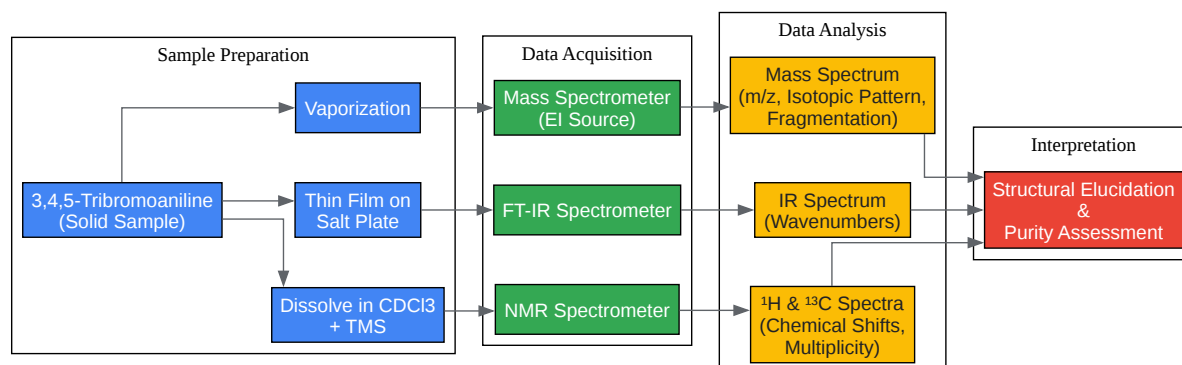 Sample Preparation
Vaporization
3,4,5-Tribromoaniline
(Solid Sample)
Thin Film on
Salt Plate
Dissolve in CDCl3
+ TMS
Data Acquisition
Mass Spectrometer
(EI Source)
FT-IR Spectrometer
NMR Spectrometer
Data Analysis
Mass Spectrum
(m/z, Isotopic Pattern,
Fragmentation)
IR Spectrum
(Wavenumbers)
¹H & ¹³C Spectra
(Chemical Shifts,
Multiplicity)
Interpretation
Structural Elucidation
&
Purity Assessment